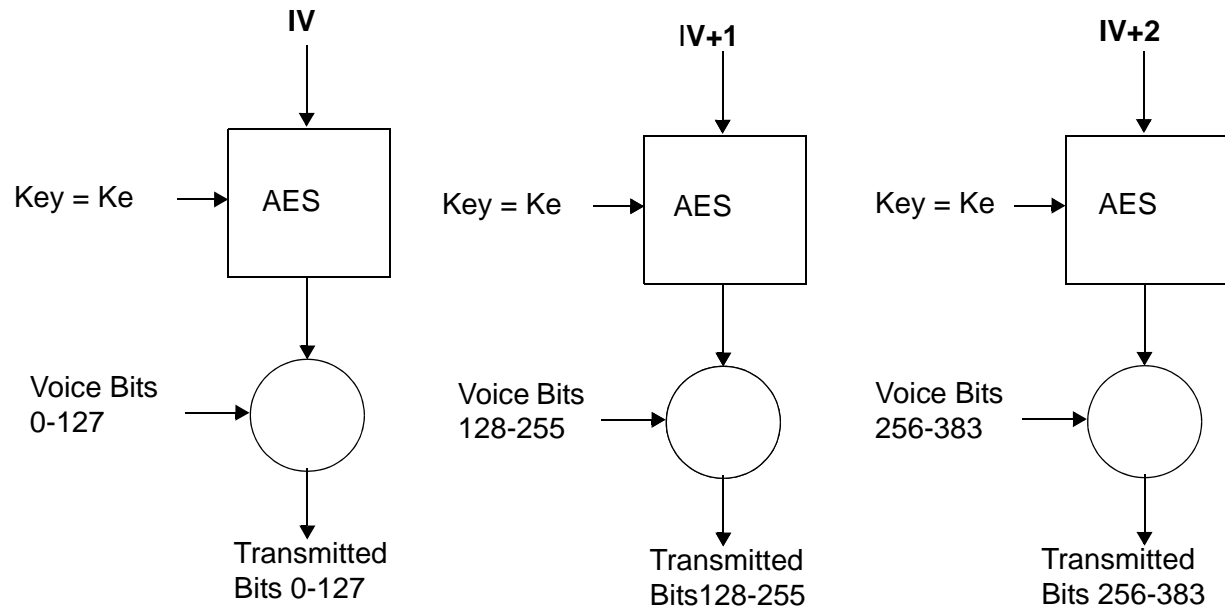 IV
IV+1
IV+2
Key = Ke
AES
Key = Ke
AES
Key = Ke
AES
Voice Bits
0-127
Voice Bits
128-255
Voice Bits
256-383
Transmitted
Bits 0-127
Transmitted
Bits128-255
Transmitted
Bits 256-383